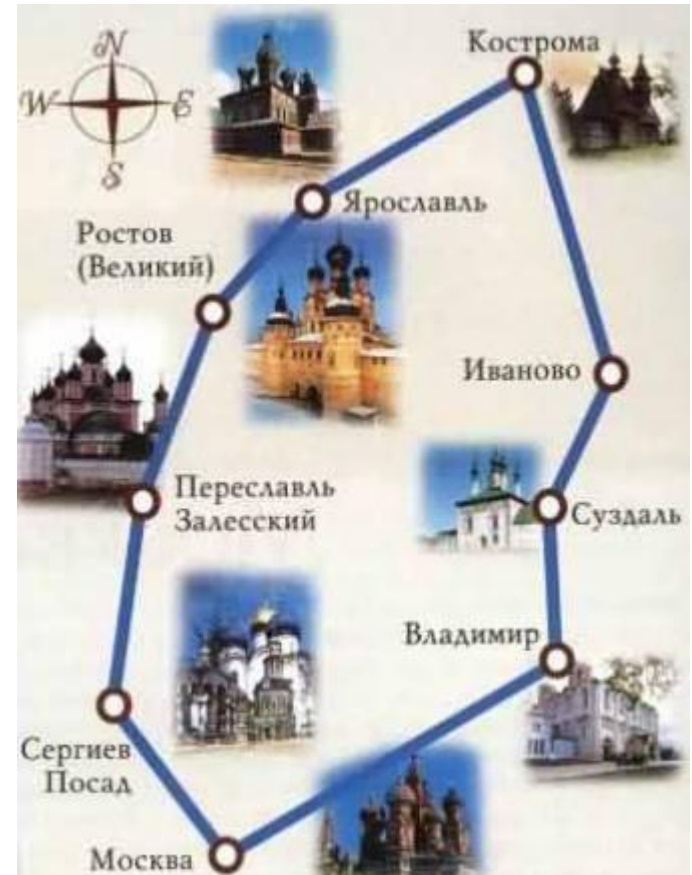 N
W E
S
Кострома
Ярославль
Ростов
(Великий)
Иваново
Переславль
Залесский
Суздаль
Владимир
Сергиев
Посад
Москва